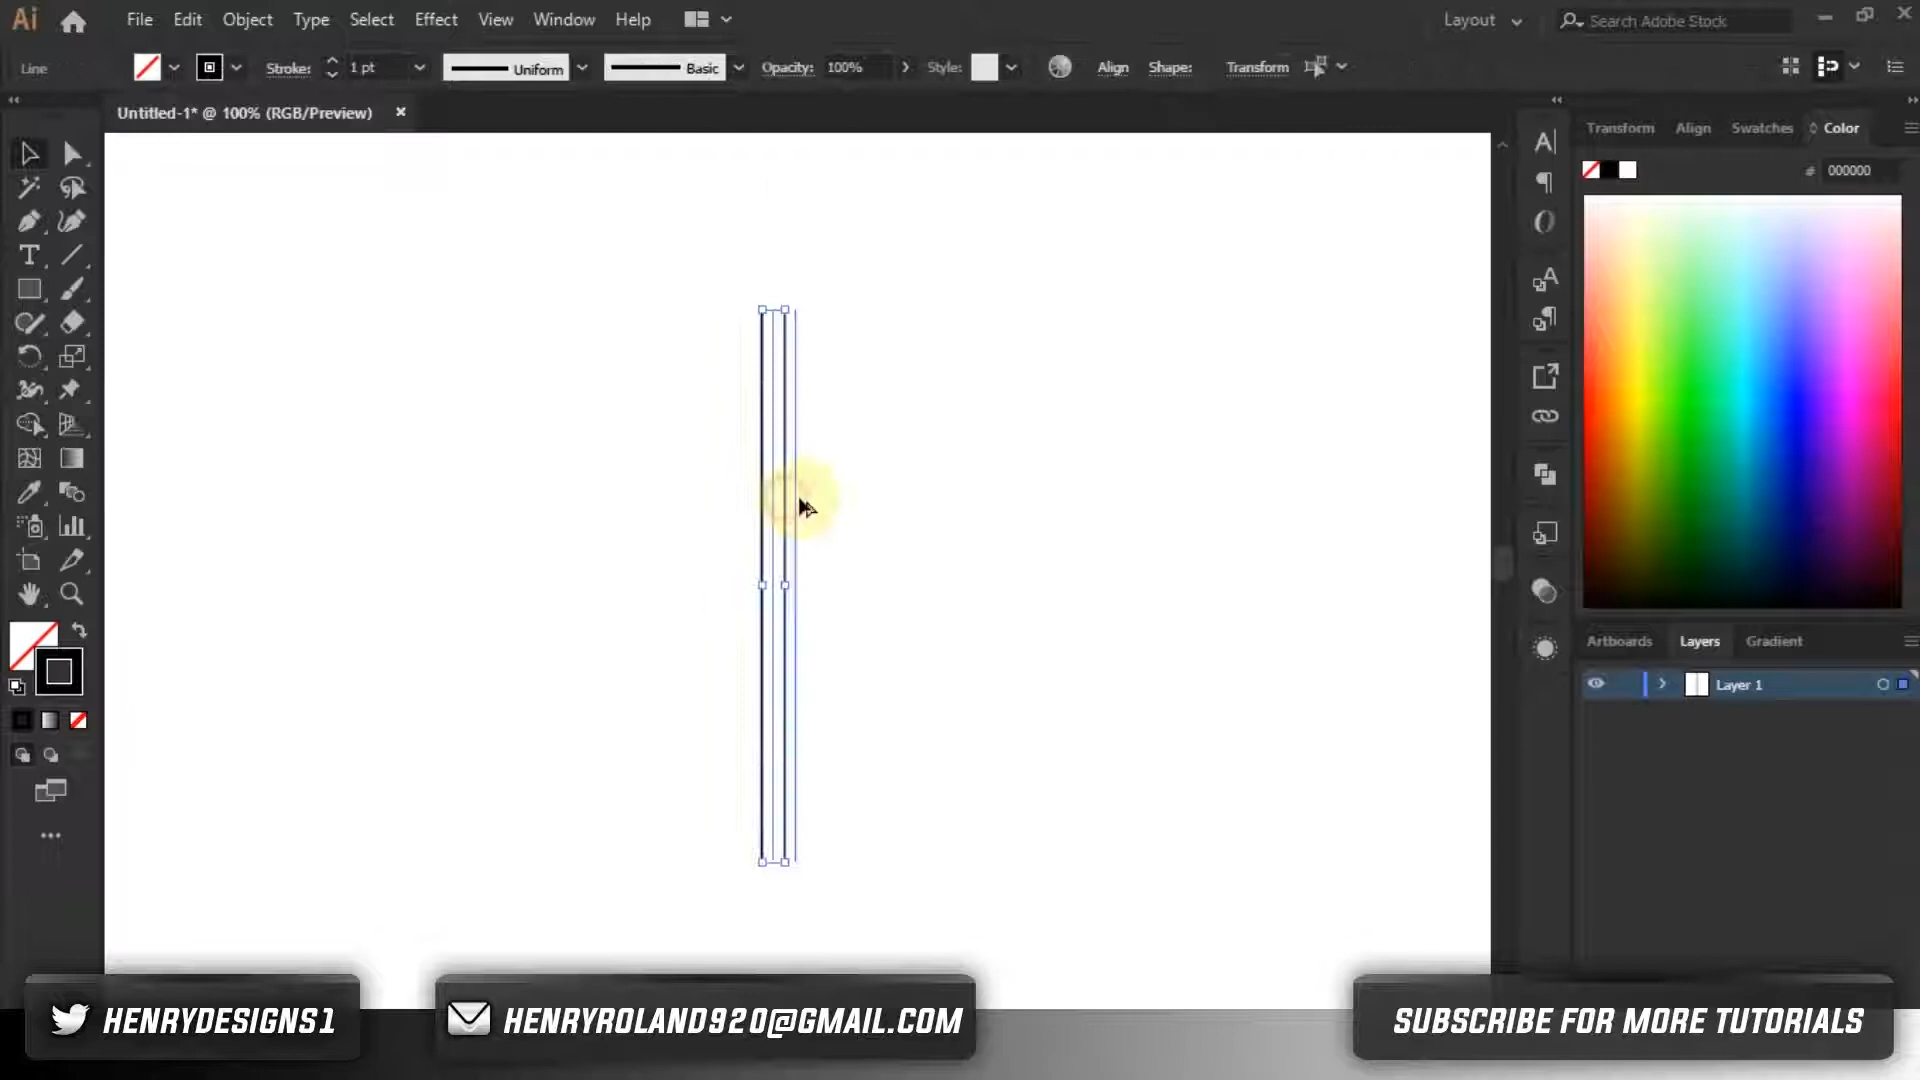 Ai File Edit Object Type Select Effect View Window Help Layout Search Adobe Stock
Line Stroke: 1 pt Uniform Basic Opacity: 100% Style: Align Shape: Transform
Untitled-1* @ 100% (RGB/Preview)
Transform Align Swatches Color
# 000000
Artboards Layers Gradient
Layer 1
HENRYDESIGNS1 HENRYROLAND920@GMAIL.COM SUBSCRIBE FOR MORE TUTORIALS